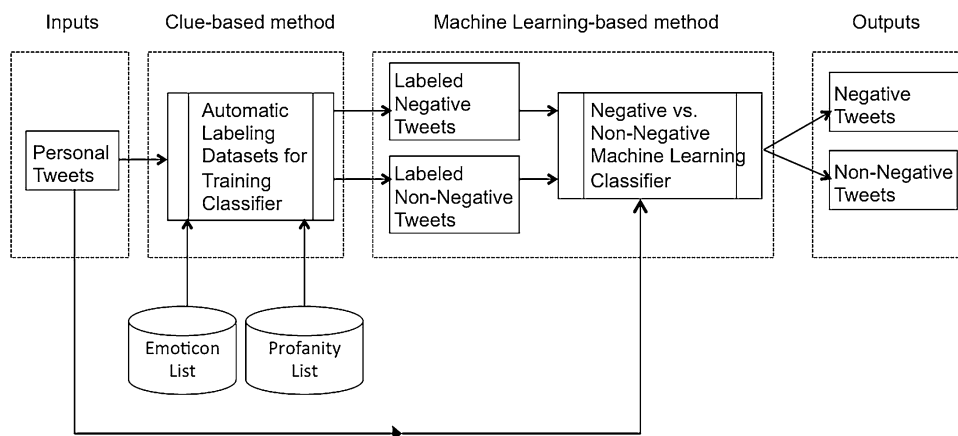 Inputs
Clue-based method
Machine Learning-based method
Outputs
Personal
Tweets
Automatic
Labeling
Datasets for
Training
Classifier
Labeled
Negative
Tweets
Labeled
Non-Negative
Tweets
Negative vs.
Non-Negative
Machine Learning
Classifier
Negative
Tweets
Non-Negative
Tweets
Emoticon
List
Profanity
List